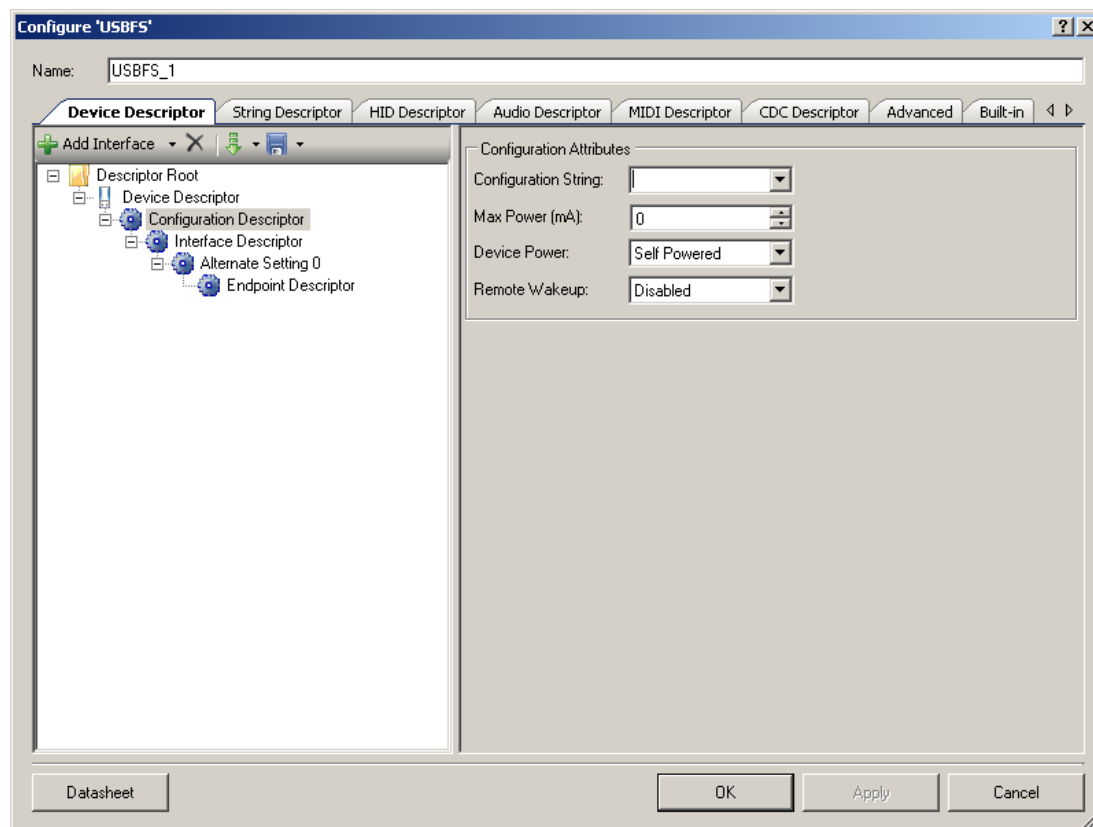 Configure 'USBFS'
Name: USBFS_1
Device Descriptor String Descriptor HID Descriptor Audio Descriptor MIDI Descriptor CDC Descriptor Advanced Built-in
Add Interface
Descriptor Root
Device Descriptor
Configuration Descriptor
Interface Descriptor
Alternate Setting 0
Endpoint Descriptor
Configuration Attributes
Configuration String:
Max Power (mA): 0
Device Power: Self Powered
Remote Wakeup: Disabled
Datasheet OK Apply Cancel